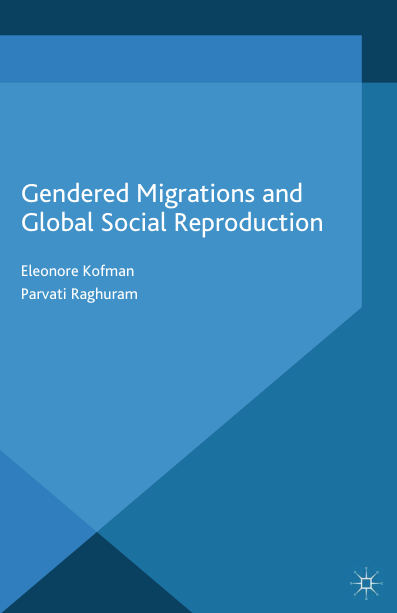 Gendered Migrations and
Global Social Reproduction
Eleonore Kofman
Parvati Raghuram